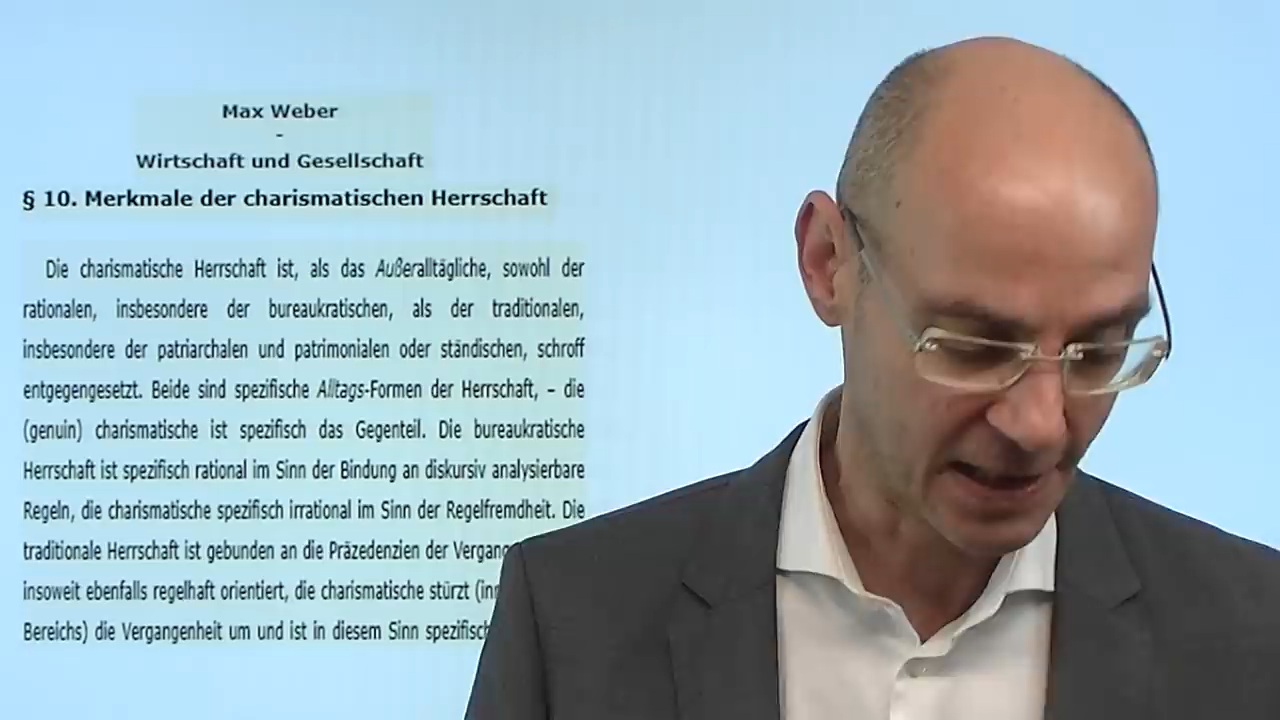 Max Weber
-
Wirtschaft und Gesellschaft
§ 10. Merkmale der charismatischen Herrschaft
Die charismatische Herrschaft ist, als das Außeralltägliche, sowohl der
rationalen, insbesondere der bureaukratischen, als der traditionalen,
insbesondere der patriarchalen und patrimonialen oder ständischen, schroff
entgegengesetzt. Beide sind spezifische Alltags-Formen der Herrschaft, – die
(genuin) charismatische ist spezifisch das Gegenteil. Die bureaukratische
Herrschaft ist spezifisch rational im Sinn der Bindung an diskursiv analysierbare
Regeln, die charismatische spezifisch irrational im Sinn der Regelfremdheit. Die
traditionale Herrschaft ist gebunden an die Präzedenzien der
insoweit ebenfalls regelhaft orientiert, die charismatische stürzt
Bereichs) die Vergangenheit um und ist in diesem Sinn